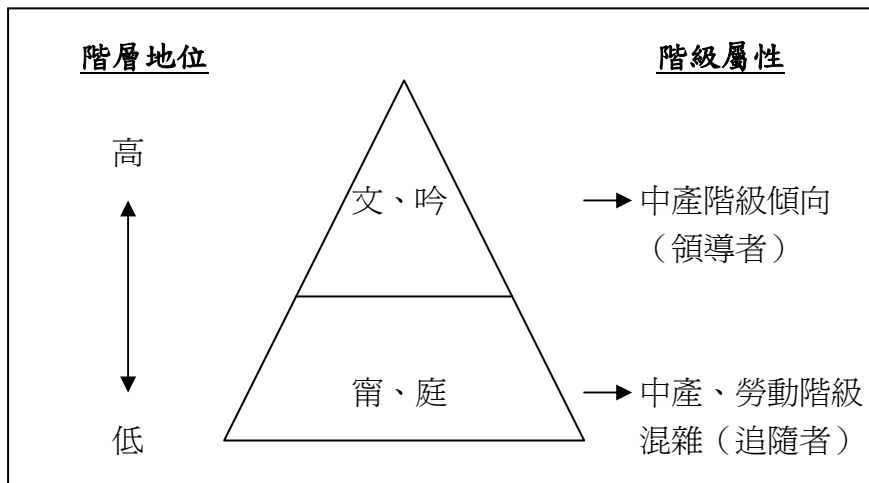 階層地位
階級屬性
高
文、吟
中產階級傾向
（領導者）
甯、庭
中產、勞動階級
低
混雜（追隨者）